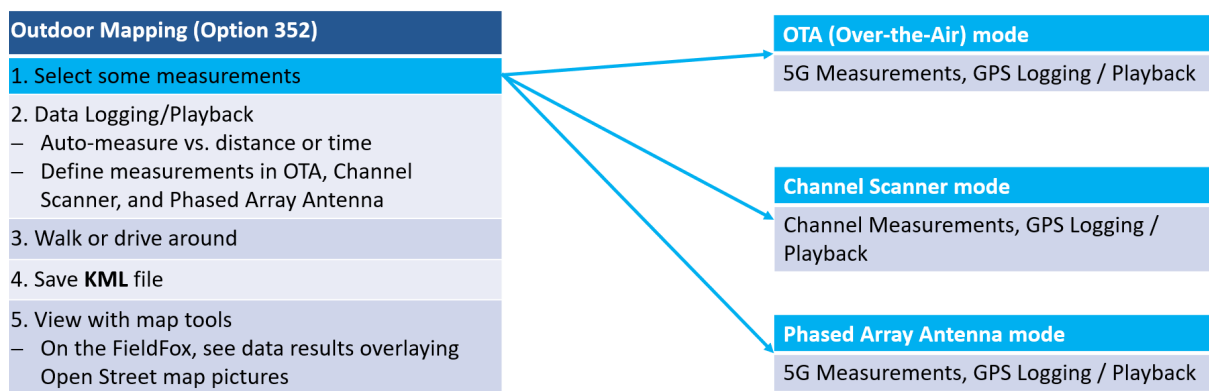 Outdoor Mapping (Option 352)
1. Select some measurements
2. Data Logging/Playback
– Auto-measure vs. distance or time
– Define measurements in OTA, Channel
Scanner, and Phased Array Antenna
3. Walk or drive around
4. Save KML file
5. View with map tools
– On the FieldFox, see data results overlaying
Open Street map pictures
OTA (Over-the-Air) mode
5G Measurements, GPS Logging / Playback
Channel Scanner mode
Channel Measurements, GPS Logging /
Playback
Phased Array Antenna mode
5G Measurements, GPS Logging / Playback